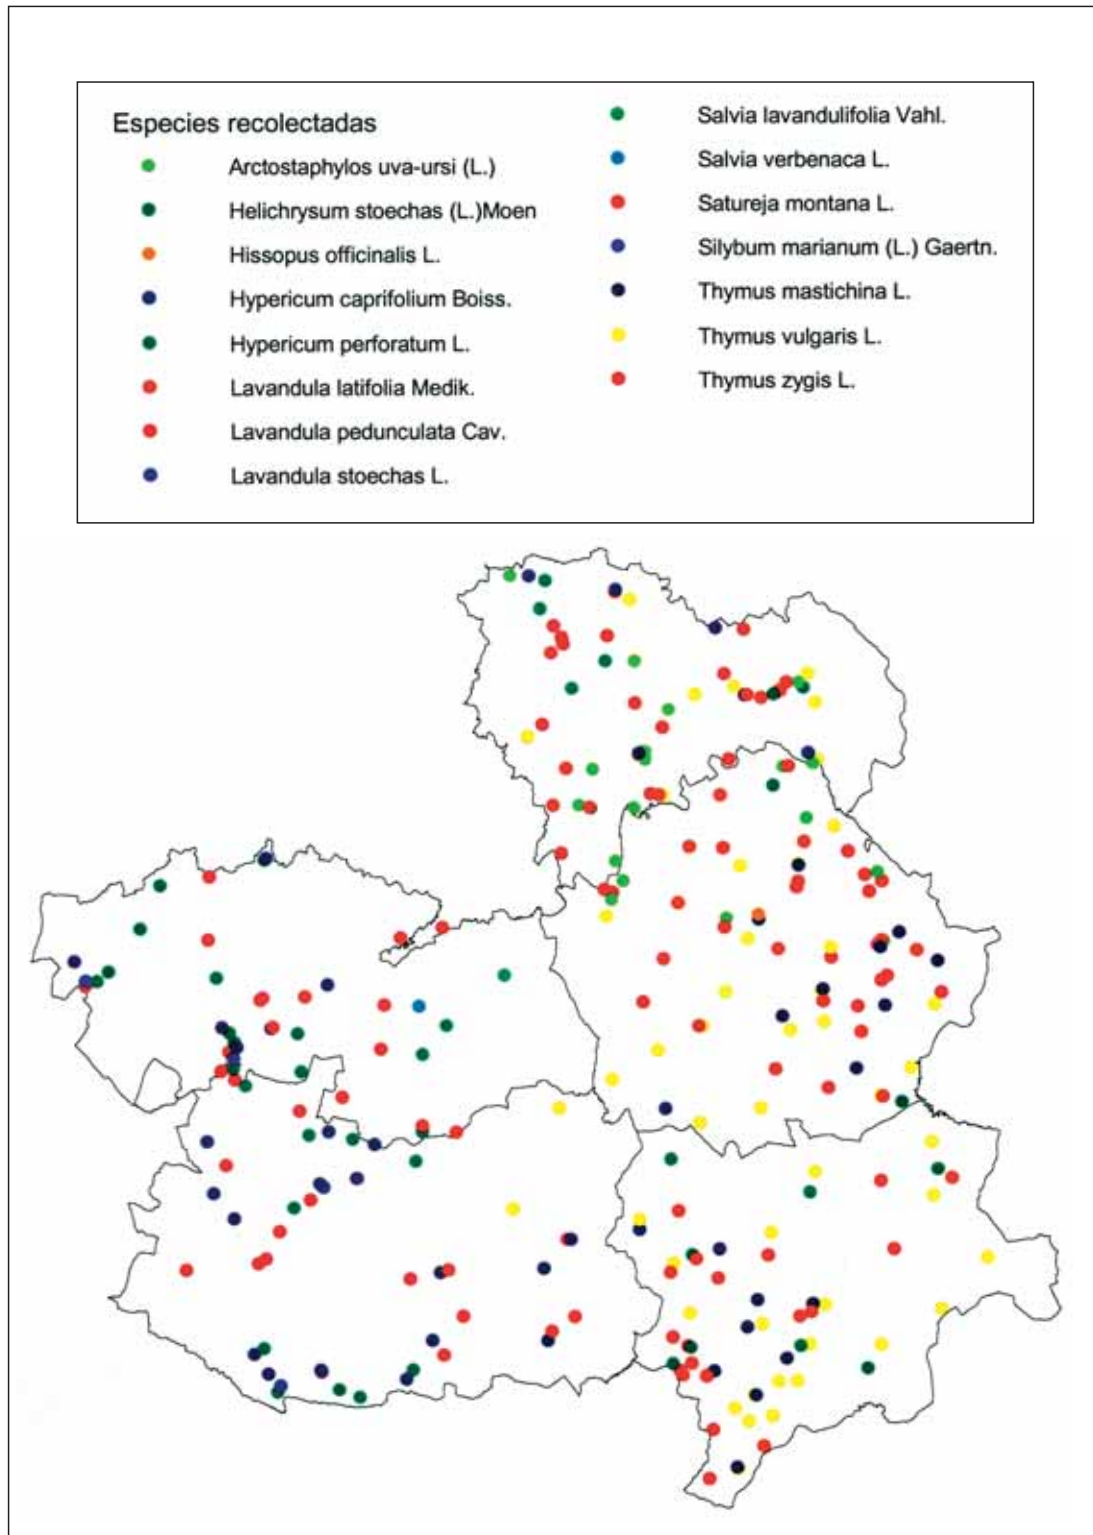 Especies recolectadas
Arctostaphylos uva-ursi (L.)
Helichrysum stoechas (L.)Moen
Hissopus officinalis L.
Hypericum caprifolium Boiss.
Hypericum perforatum L.
Lavandula latifolia Medik.
Lavandula pedunculata Cav.
Lavandula stoechas L.
Salvia lavandulifolia Vahl.
Salvia verbenaca L.
Satureja montana L.
Silybum marianum (L.) Gaertn.
Thymus mastichina L.
Thymus vulgaris L.
Thymus zygis L.